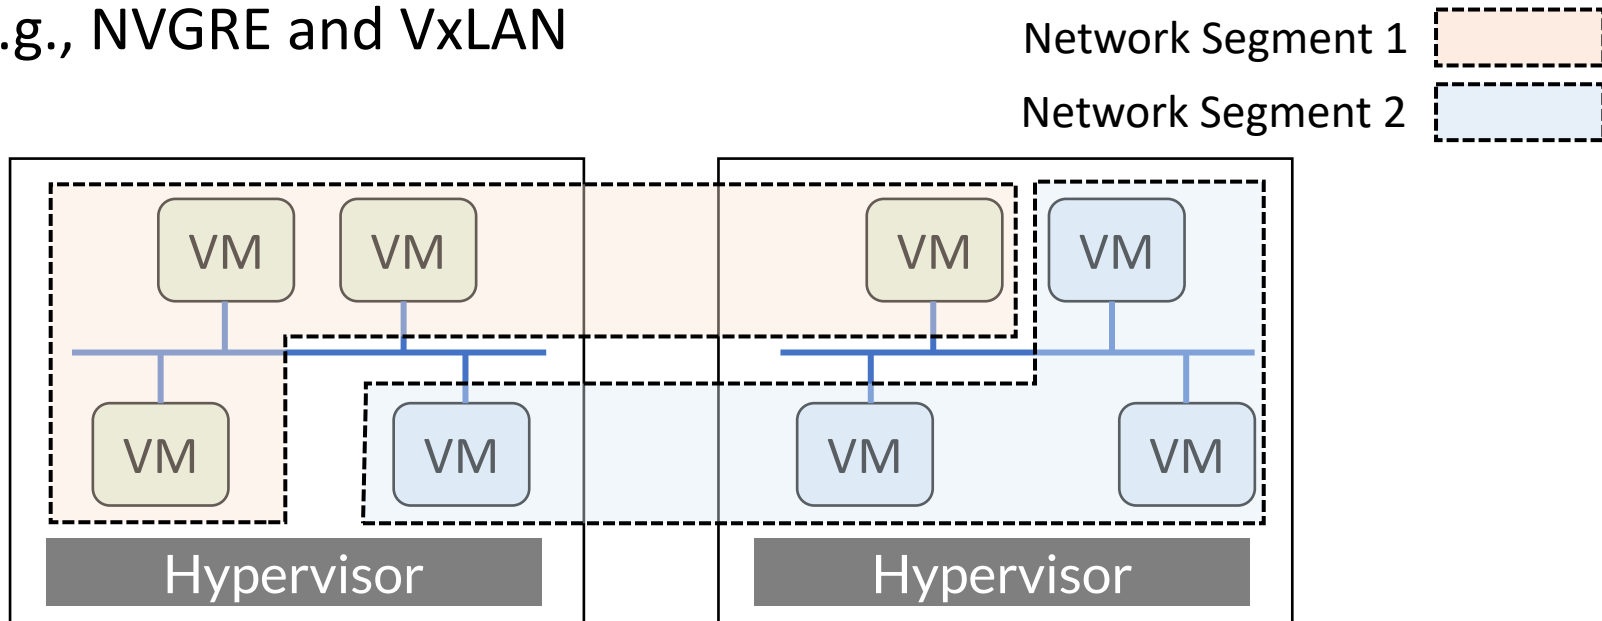 .g., NVGRE and VxLAN
Network Segment 1
Network Segment 2
VM VM VM VM
VM VM VM VM
Hypervisor Hypervisor